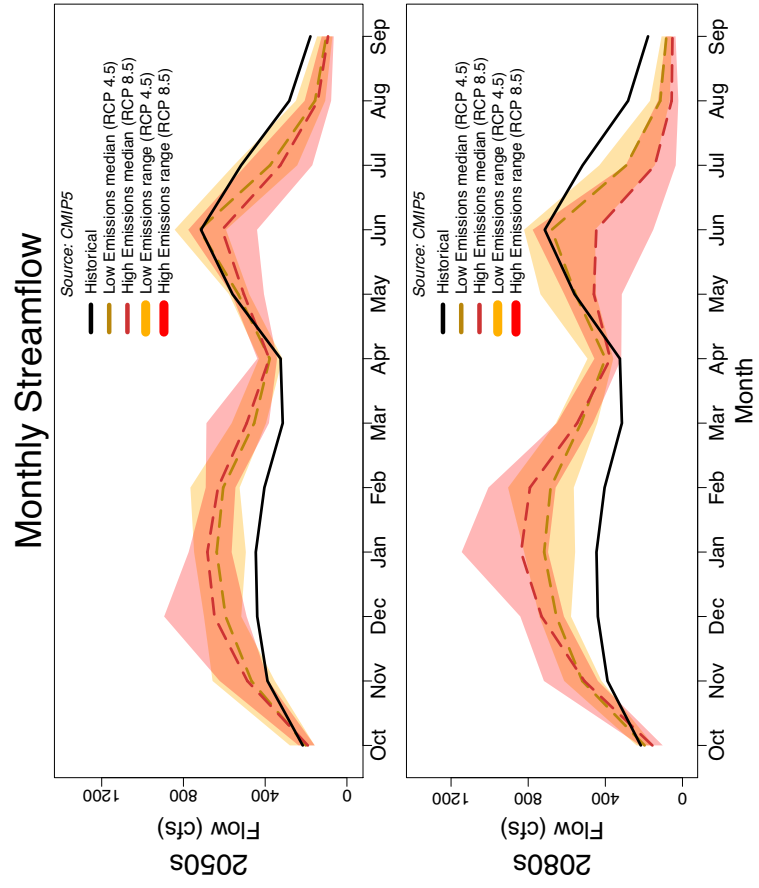 Monthly Streamflow
2050s
Flow (cfs)
1200
800
400
0
Source: CMIP5
Historical
Low Emissions median (RCP 4.5)
High Emissions median (RCP 8.5)
Low Emissions range (RCP 4.5)
High Emissions range (RCP 8.5)
Oct Nov Dec Jan Feb Mar Apr May Jun Jul Aug Sep
2080s
Flow (cfs)
1200
800
400
0
Source: CMIP5
Historical
Low Emissions median (RCP 4.5)
High Emissions median (RCP 8.5)
Low Emissions range (RCP 4.5)
High Emissions range (RCP 8.5)
Oct Nov Dec Jan Feb Mar Apr May Jun Jul Aug Sep
Month